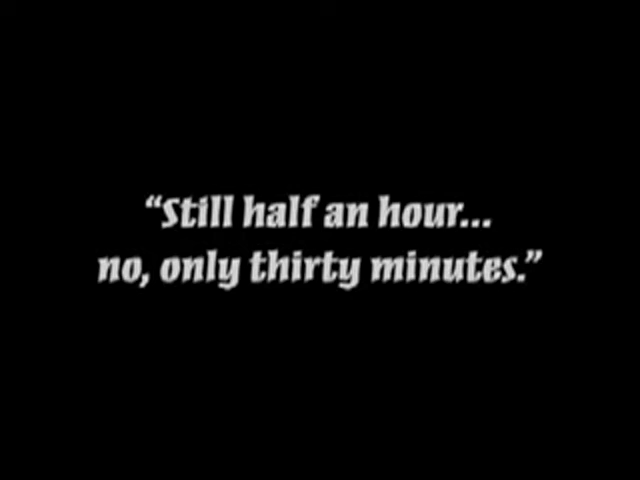 “Still half an hour...
no, only thirty minutes.”